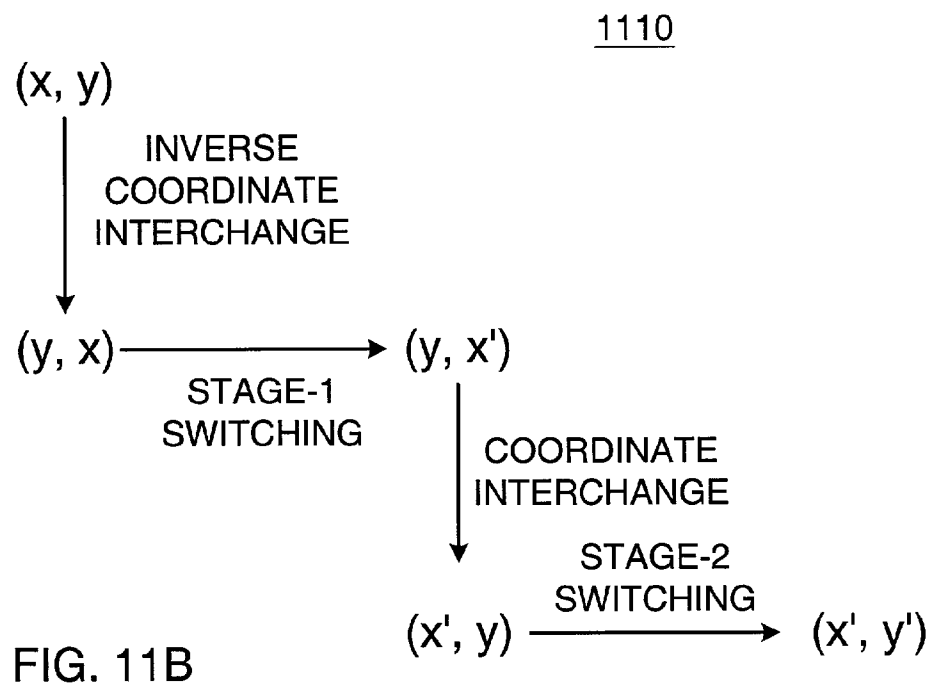 1110
(x, y)
INVERSE
COORDINATE
INTERCHANGE
(y, x)
(y, x')
STAGE-1
SWITCHING
COORDINATE
INTERCHANGE
STAGE-2
SWITCHING
(x', y)
(x', y')
FIG. 11B